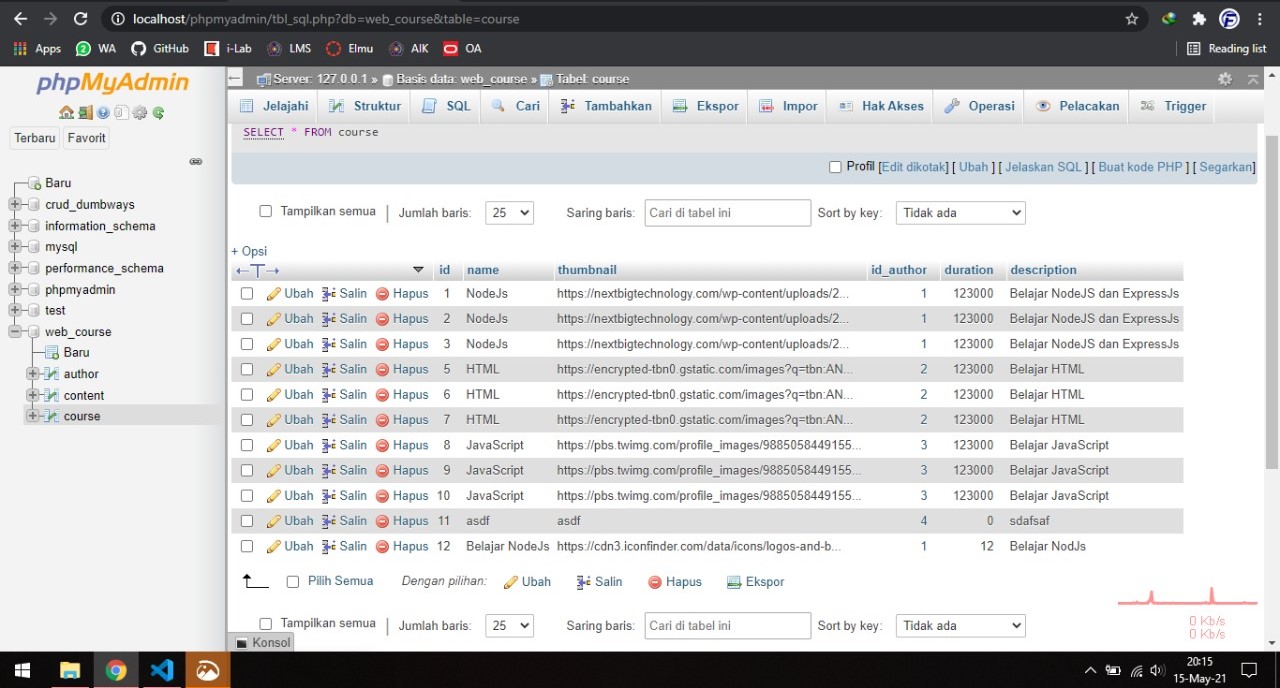 localhost/phpmyadmin/tbl_sql.php?db=web_course&table=course
Apps WA GitHub i-Lab LMS Elmu AIK OA Reading list
phpMyAdmin
Terbaru Favorit
Baru
crud_dumbways
information_schema
mysql
performance_schema
phpmyadmin
test
web_course
Baru
author
content
course
Server: 127.0.0.1 » Basis data: web_course » Tabel: course
Jelajahi Struktur SQL Cari Tambahkan Ekspor Impor Hak Akses Operasi Pelacakan Trigger
SELECT * FROM course
Profil [Edit dikotak] [ Ubah ] [ Jelaskan SQL ] [ Buat kode PHP ] [ Segarkan]
Tampilkan semua | Jumlah baris: 25 Saring baris: Cari di tabel ini Sort by key: Tidak ada
+ Opsi
←T→ id name thumbnail id_author duration description
Ubah Salin Hapus 1 NodeJs https://nextbigtechnology.com/wp-content/uploads/2... 1 123000 Belajar NodeJS dan ExpressJs
Ubah Salin Hapus 2 NodeJs https://nextbigtechnology.com/wp-content/uploads/2... 1 123000 Belajar NodeJS dan ExpressJs
Ubah Salin Hapus 3 NodeJs https://nextbigtechnology.com/wp-content/uploads/2... 1 123000 Belajar NodeJS dan ExpressJs
Ubah Salin Hapus 5 HTML https://encrypted-tbn0.gstatic.com/images?q=tbn:AN... 2 123000 Belajar HTML
Ubah Salin Hapus 6 HTML https://encrypted-tbn0.gstatic.com/images?q=tbn:AN... 2 123000 Belajar HTML
Ubah Salin Hapus 7 HTML https://encrypted-tbn0.gstatic.com/images?q=tbn:AN... 2 123000 Belajar HTML
Ubah Salin Hapus 8 JavaScript https://pbs.twimg.com/profile_images/9885058449155... 3 123000 Belajar JavaScript
Ubah Salin Hapus 9 JavaScript https://pbs.twimg.com/profile_images/9885058449155... 3 123000 Belajar JavaScript
Ubah Salin Hapus 10 JavaScript https://pbs.twimg.com/profile_images/9885058449155... 3 123000 Belajar JavaScript
Ubah Salin Hapus 11 asdf asdf 4 0 sdafsaf
Ubah Salin Hapus 12 Belajar NodeJs https://cdn3.iconfinder.com/data/icons/logos-and-b... 1 12 Belajar NodJs
Pilih Semua Dengan pilihan: Ubah Salin Hapus Ekspor
Tampilkan semua | Jumlah baris: 25 Saring baris: Cari di tabel ini Sort by key: Tidak ada
0 Kb/s
0 Kb/s
Konsol
20:15
15-May-21